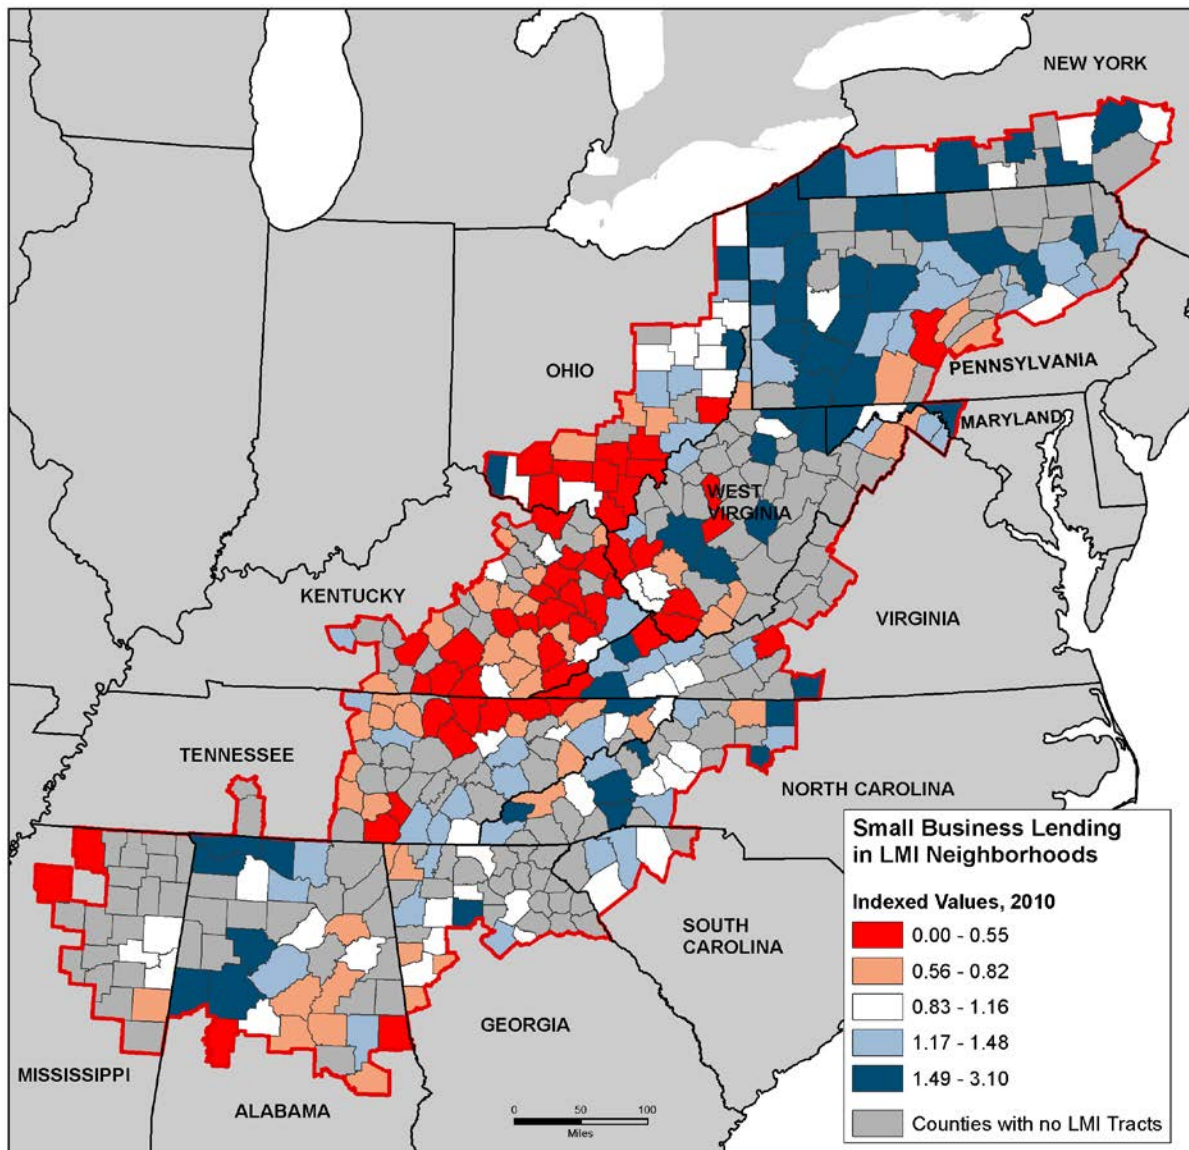 NEW YORK
OHIO
PENNSYLVANIA
MARYLAND
WEST
VIRGINIA
KENTUCKY
VIRGINIA
TENNESSEE
NORTH CAROLINA
SOUTH
CAROLINA
GEORGIA
MISSISSIPPI
ALABAMA
0 50 100
Miles
Small Business Lending
in LMI Neighborhoods
Indexed Values, 2010
0.00 - 0.55
0.56 - 0.82
0.83 - 1.16
1.17 - 1.48
1.49 - 3.10
Counties with no LMI Tracts